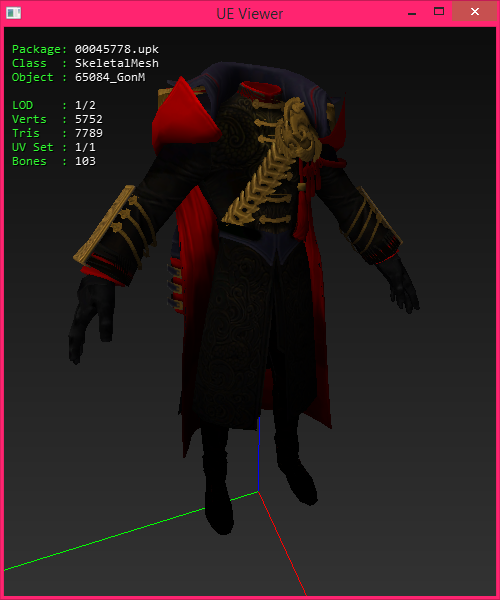 UE Viewer
Package: 00045778.upk
Class : SkeletalMesh
Object : 65084_GonM
LOD : 1/2
Verts : 5752
Tris : 7789
UV Set : 1/1
Bones : 103